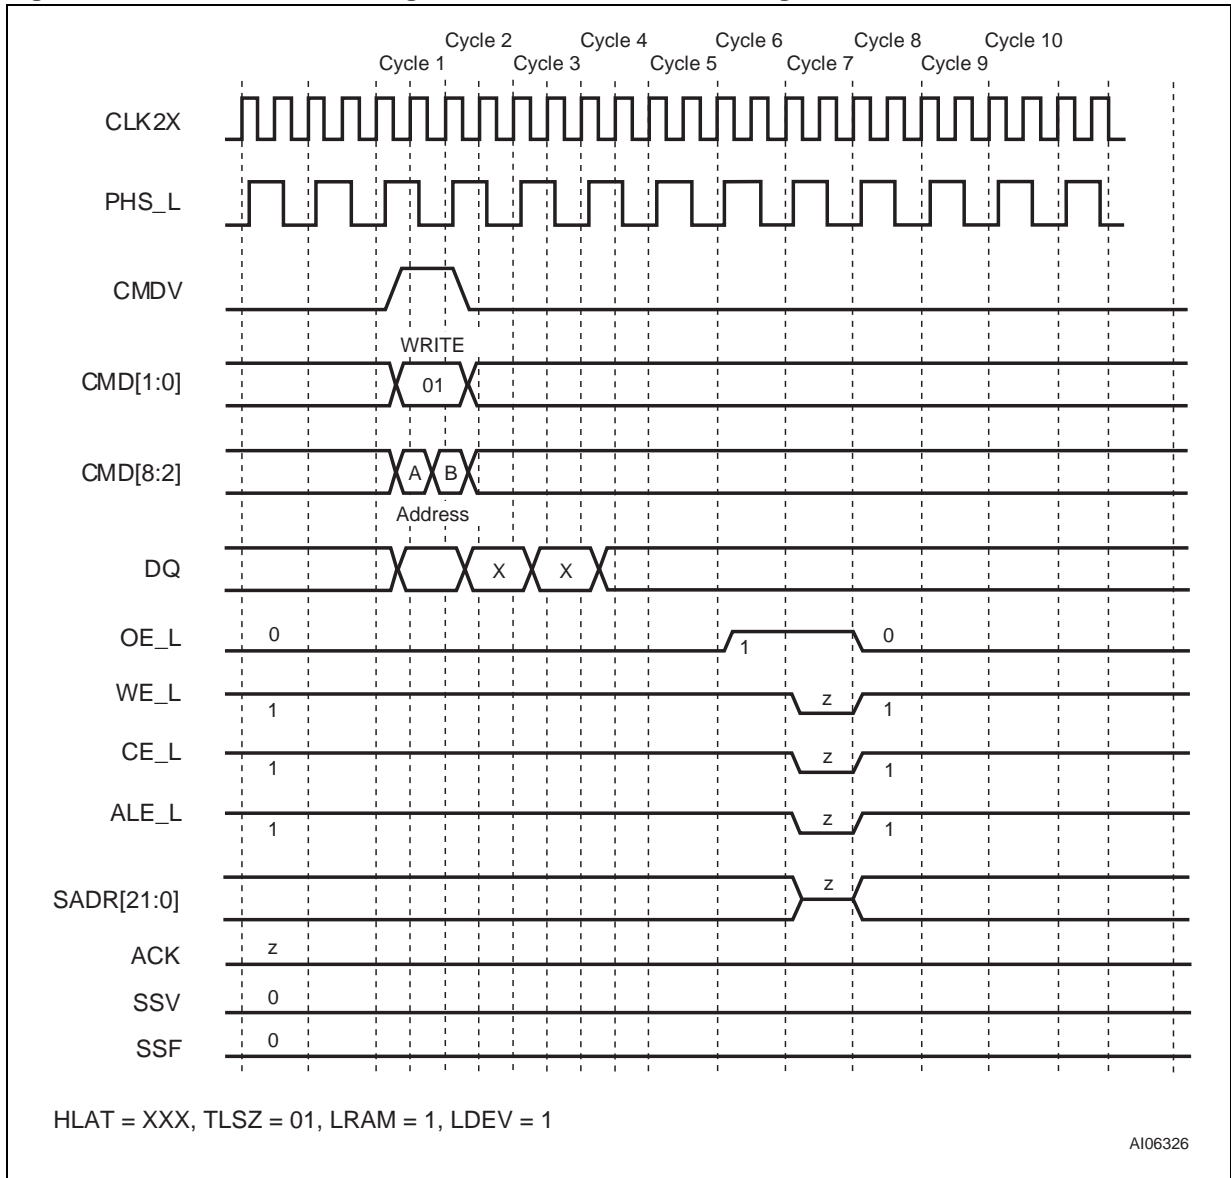 Cycle 2 Cycle 4 Cycle 6 Cycle 8 Cycle 10
Cycle 1 Cycle 3 Cycle 5 Cycle 7 Cycle 9
CLK2X
PHS_L
CMDV
WRITE
CMD[1:0] 01
CMD[8:2] A B
Address
DQ X X
OE_L 0 1 0
WE_L 1 z 1
CE_L 1 z 1
ALE_L 1 z 1
SADR[21:0] z
ACK z
SSV 0
SSF 0
HLAT = XXX, TLSZ = 01, LRAM = 1, LDEV = 1
AI06326